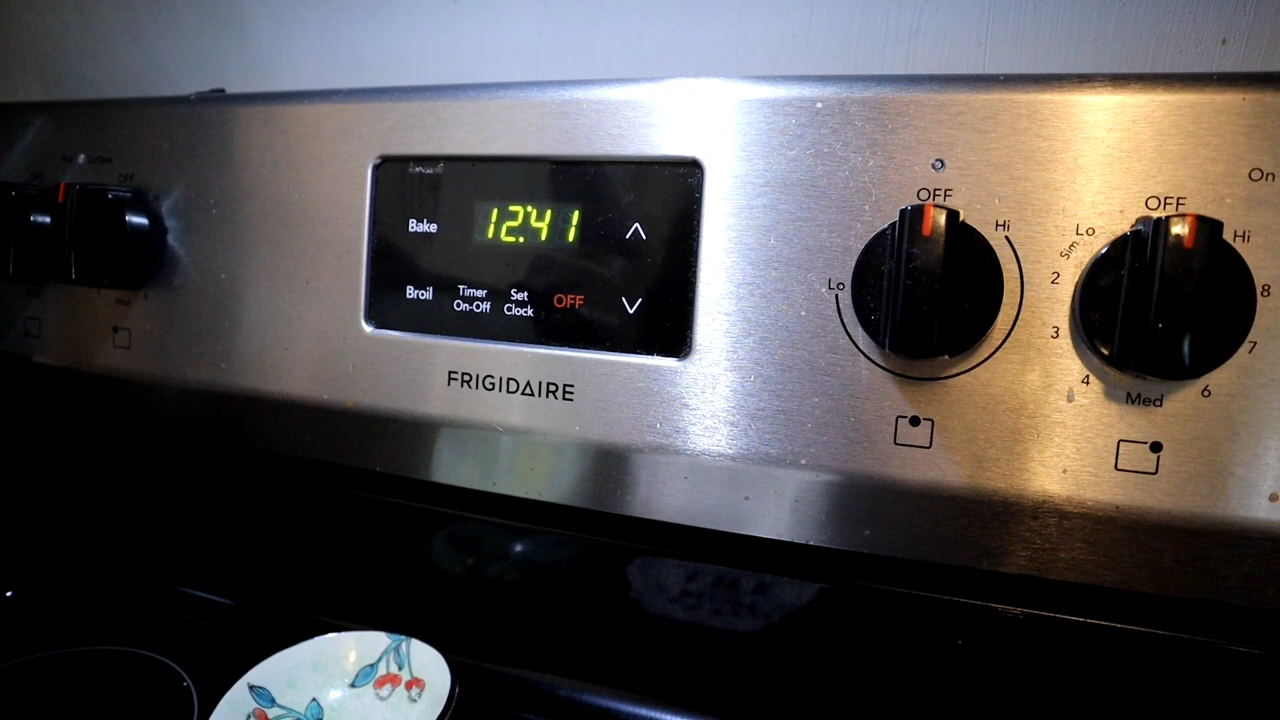 12:41
Bake
Broil
Timer
On-Off
Set
Clock
OFF
FRIGIDAIRE
OFF
Med
OFF
Hi
Lo
On
OFF
Lo
Hi
Sim
2
8
3
7
4
6
Med